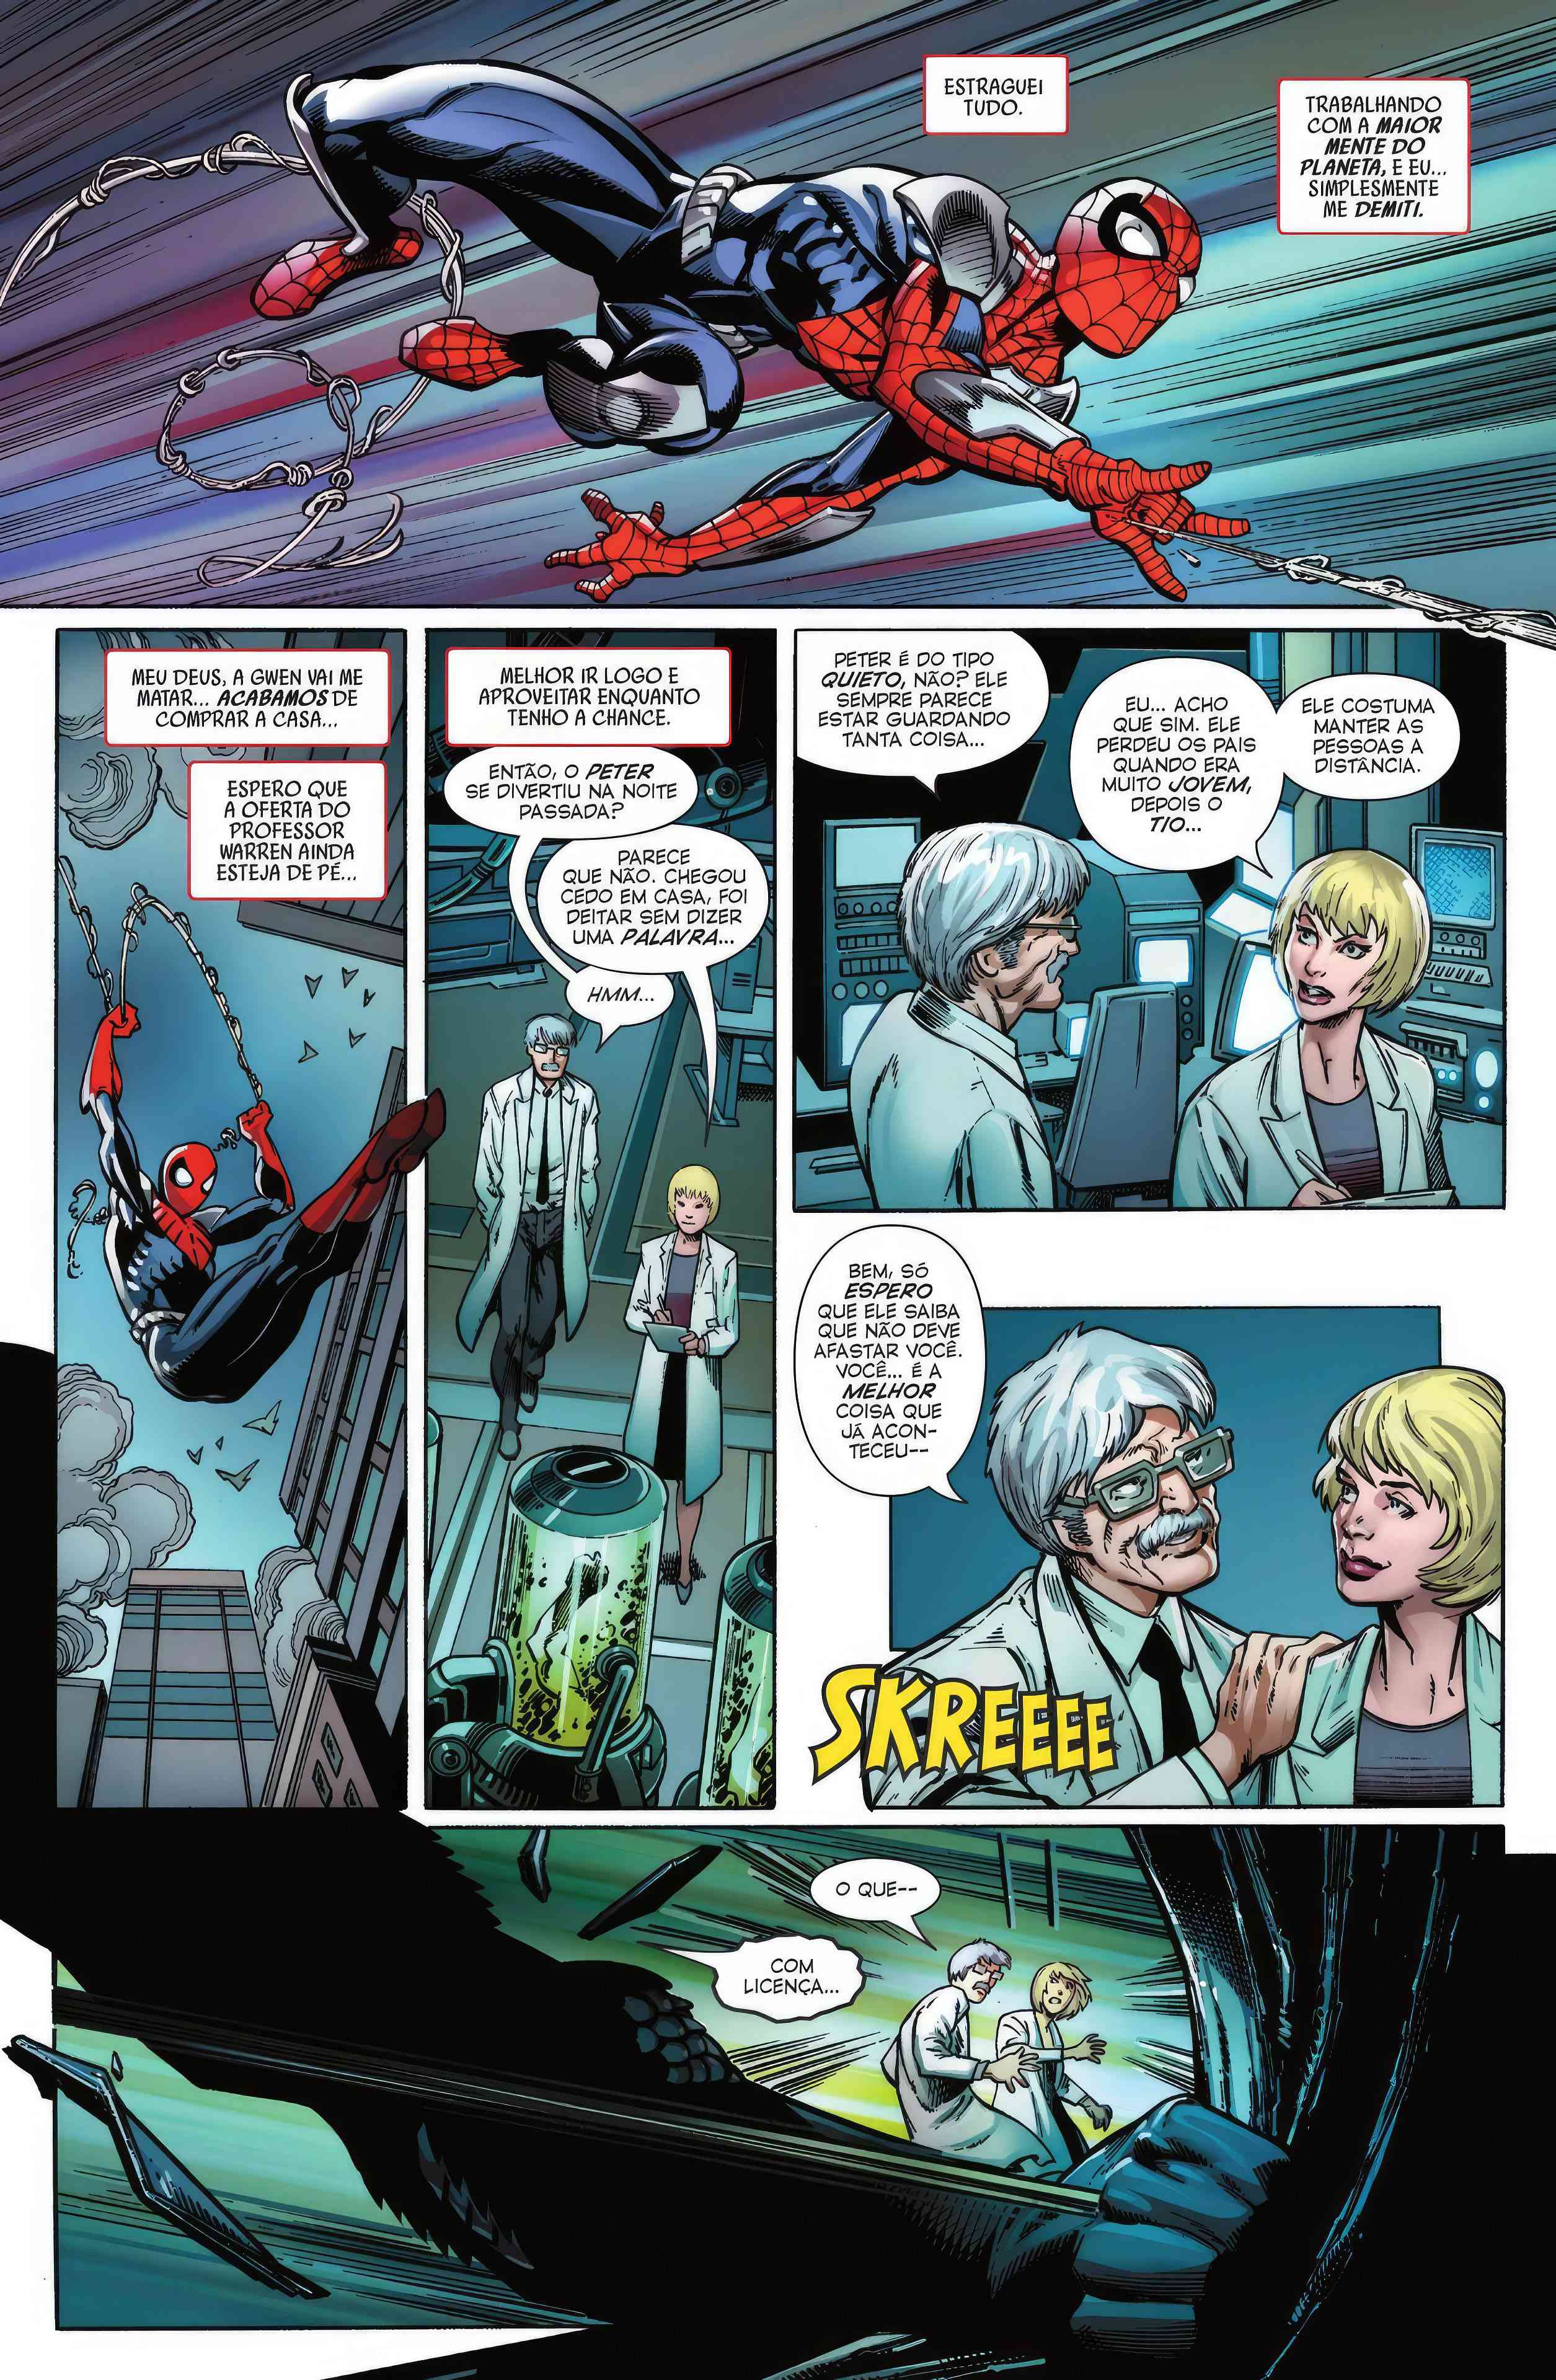 ESTRAGUEI
TUDO.
TRABALHANDO
COM A MAIOR
MENTE DO
PLANETA, E EU...
SIMPLESMENTE
ME DEMITI.
MEU DEUS, A GWEN VAI ME
MATAR... ACABAMOS DE
COMPRAR A CASA...
ESPERO QUE
A OFERTA DO
PROFESSOR
WARREN AINDA
ESTEJA DE PÉ...
MELHOR IR LOGO E
APROVEITAR ENQUANTO
TENHO A CHANCE.
ENTÃO, O PETER
SE DIVERTIU NA NOITE
PASSADA?
PARECE
QUE NÃO. CHEGOU
CEDO EM CASA, FOI
DEITAR SEM DIZER
UMA PALAVRA...
HMM...
PETER É DO TIPO
QUIETO, NÃO? ELE
SEMPRE PARECE
ESTAR GUARDANDO
TANTA COISA...
EU... ACHO
QUE SIM. ELE
PERDEU OS PAIS
QUANDO ERA
MUITO JOVEM,
DEPOIS O
TIO...
ELE COSTUMA
MANTER AS
PESSOAS A
DISTÂNCIA.
BEM, SÓ
ESPERO
QUE ELE SAIBA
QUE NÃO DEVE
AFASTAR VOCÊ.
VOCÊ... É A
MELHOR
COISA QUE
JÁ ACON-
TECEU--
SKREEEE
O QUE--
COM
LICENÇA...